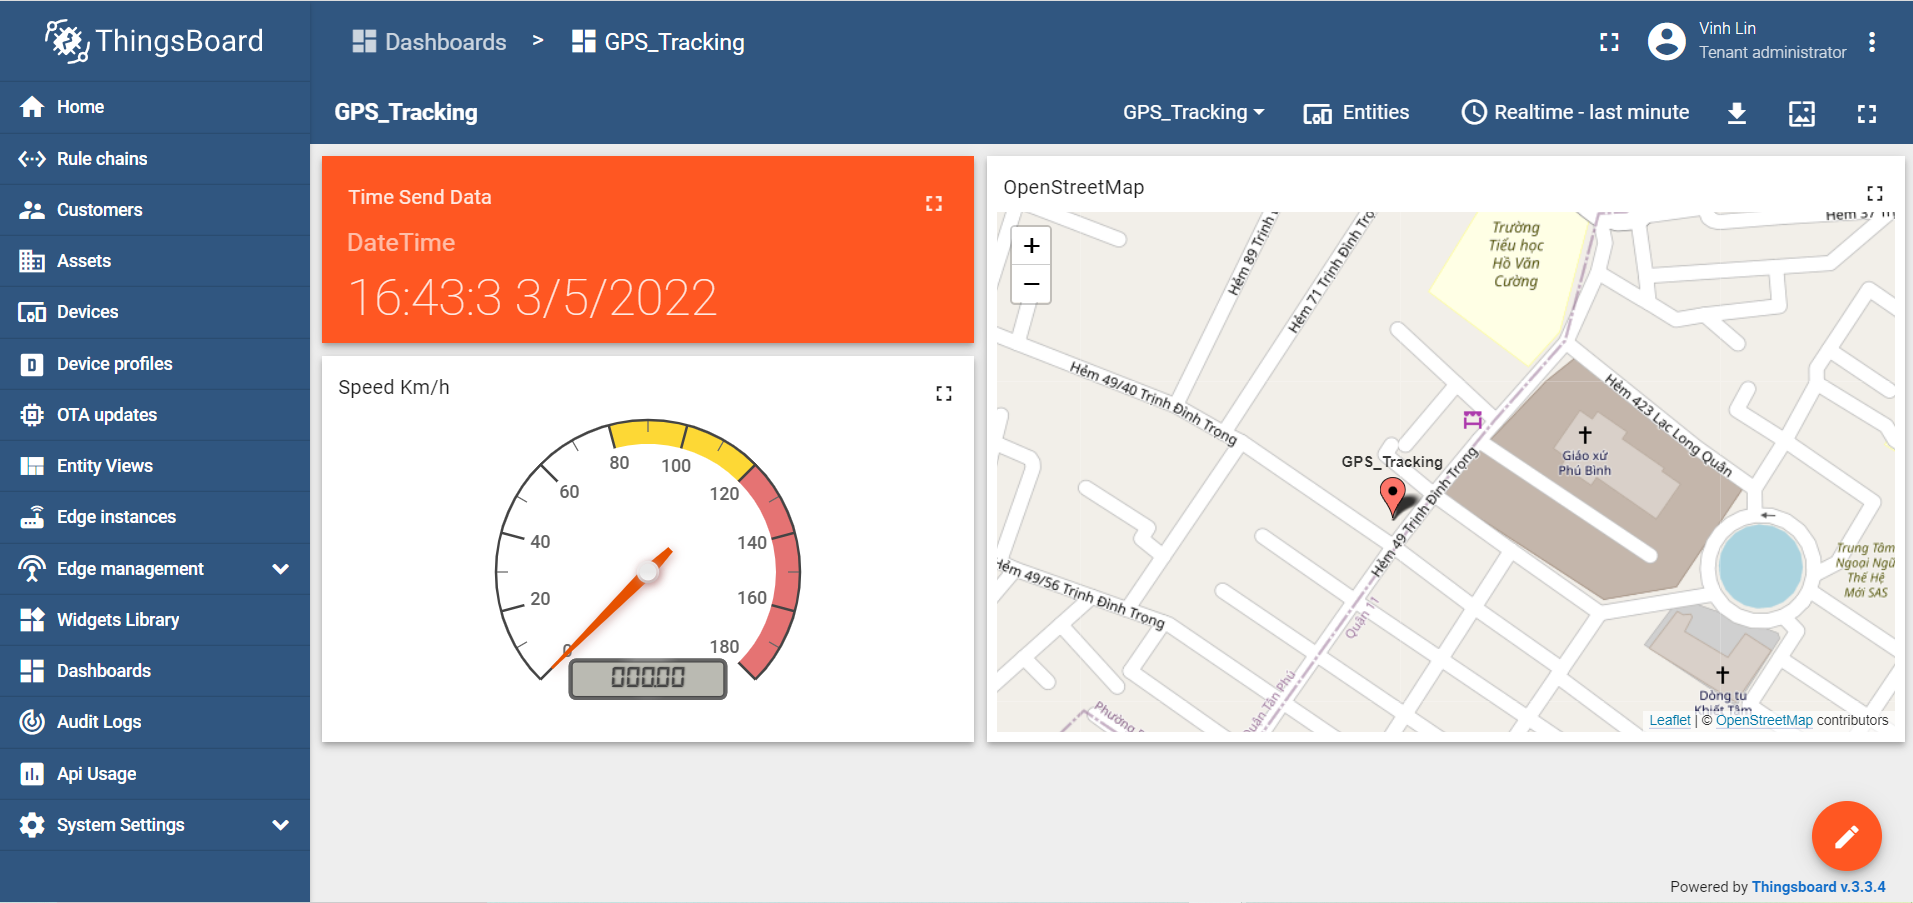 ThingsBoard
Dashboards > GPS_Tracking
Vinh Lin
Tenant administrator
Home
Rule chains
Customers
Assets
Devices
Device profiles
OTA updates
Entity Views
Edge instances
Edge management
Widgets Library
Dashboards
Audit Logs
Api Usage
System Settings
GPS_Tracking
GPS_Tracking
Entities
Realtime - last minute
Time Send Data
DateTime
16:43:3 3/5/2022
Speed Km/h
0
20
40
60
80
100
120
140
160
180
000.00
OpenStreetMap
+
−
Hẻm 89 Trịnh
Hẻm 71 Trịnh Đình Trọ
Trường
Tiểu học
Hồ Văn
Cường
Hẻm 37 Tr
Hẻm 49/40 Trịnh Đình Trọng
Hẻm 423 Lạc Long Quân
Giáo xứ
Phú Bình
GPS_Tracking
Hẻm 49 Trịnh Đình Trọng
Hẻm 49/56 Trịnh Đình Trọng
Quận 11
Quận Tân Phú
Phường
Trung Tâm
Ngoại Ngữ
Thế Hệ
Mới SAS
Dòng tu
Khiết Tâm
Leaflet | © OpenStreetMap contributors
Powered by Thingsboard v.3.3.4